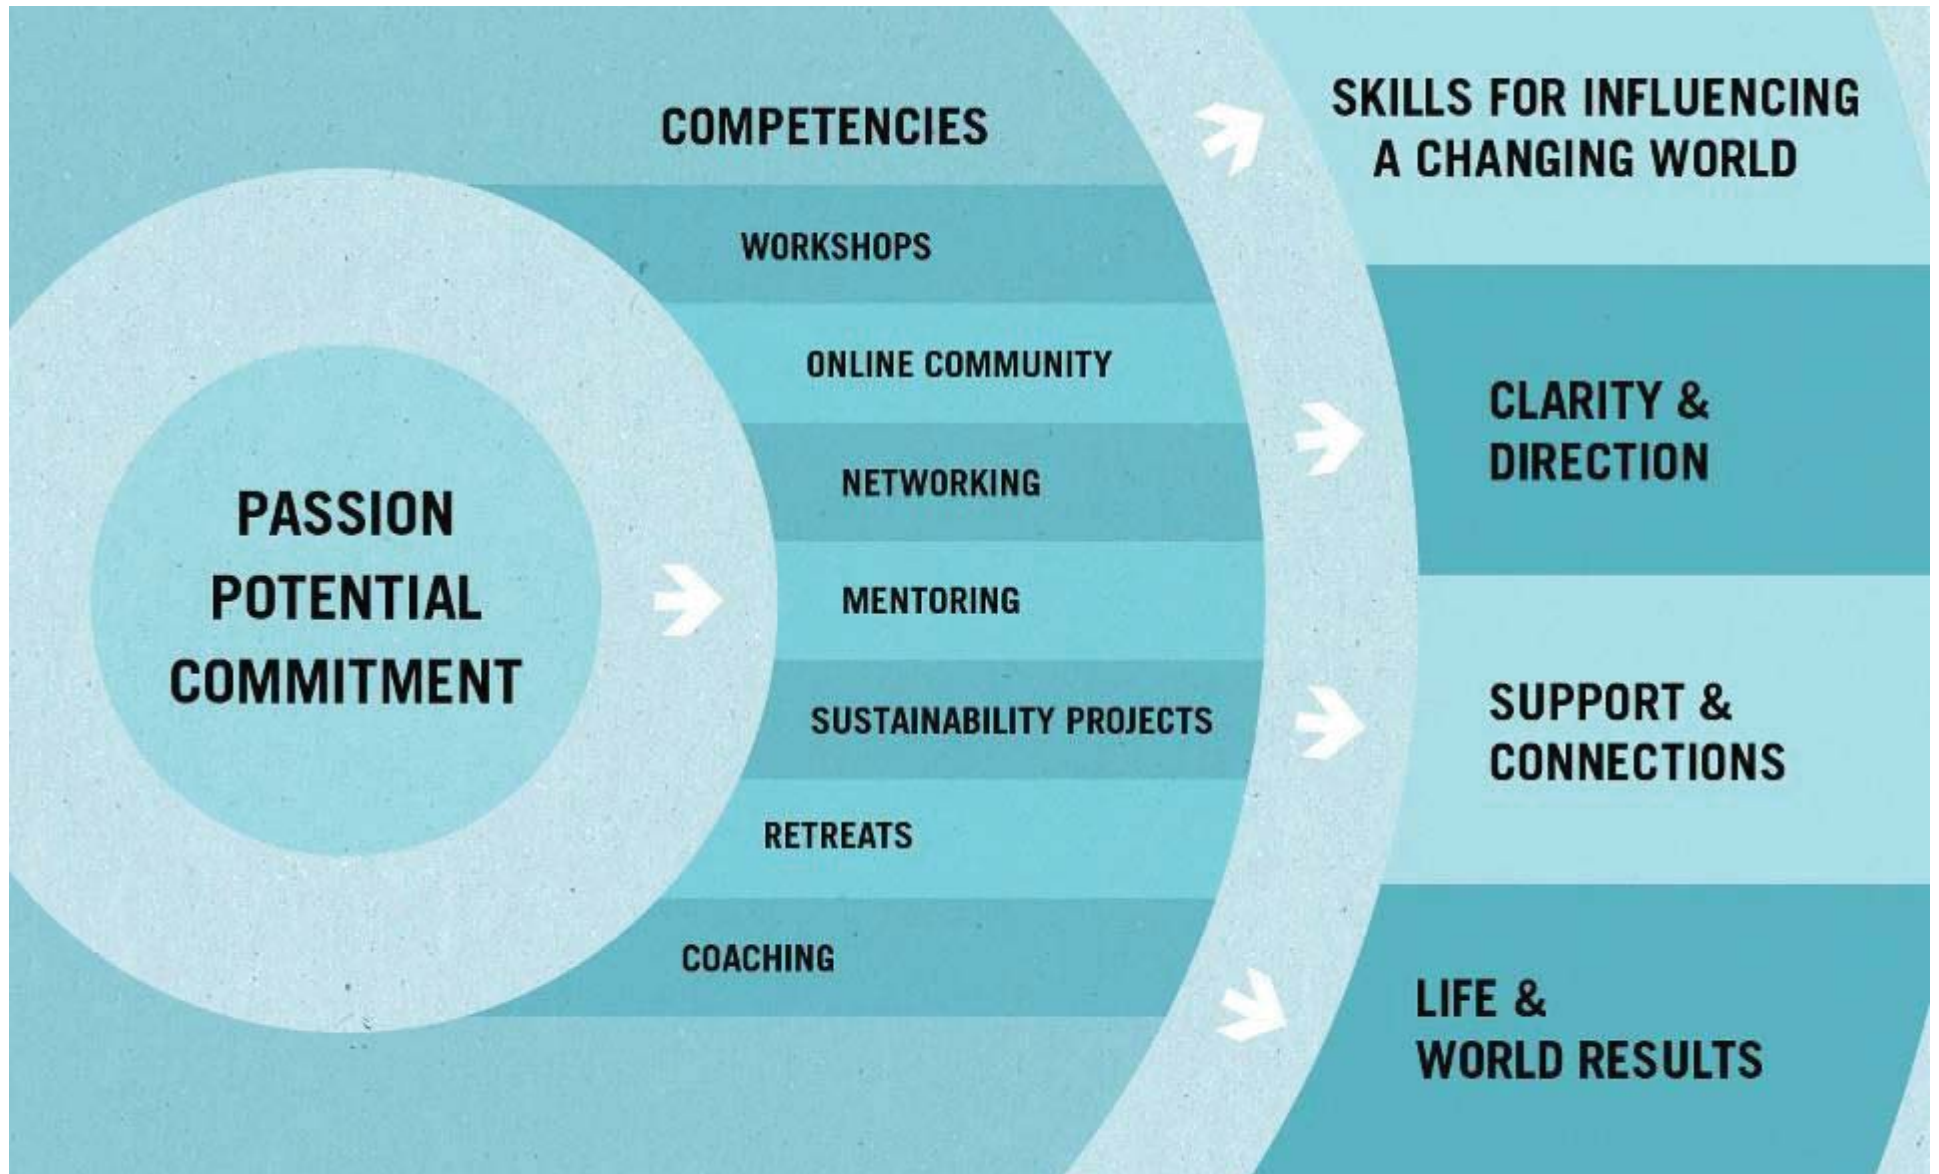 PASSION
POTENTIAL
COMMITMENT
COMPETENCIES
WORKSHOPS
ONLINE COMMUNITY
NETWORKING
MENTORING
SUSTAINABILITY PROJECTS
RETREATS
COACHING
SKILLS FOR INFLUENCING
A CHANGING WORLD
CLARITY &
DIRECTION
SUPPORT &
CONNECTIONS
LIFE &
WORLD RESULTS